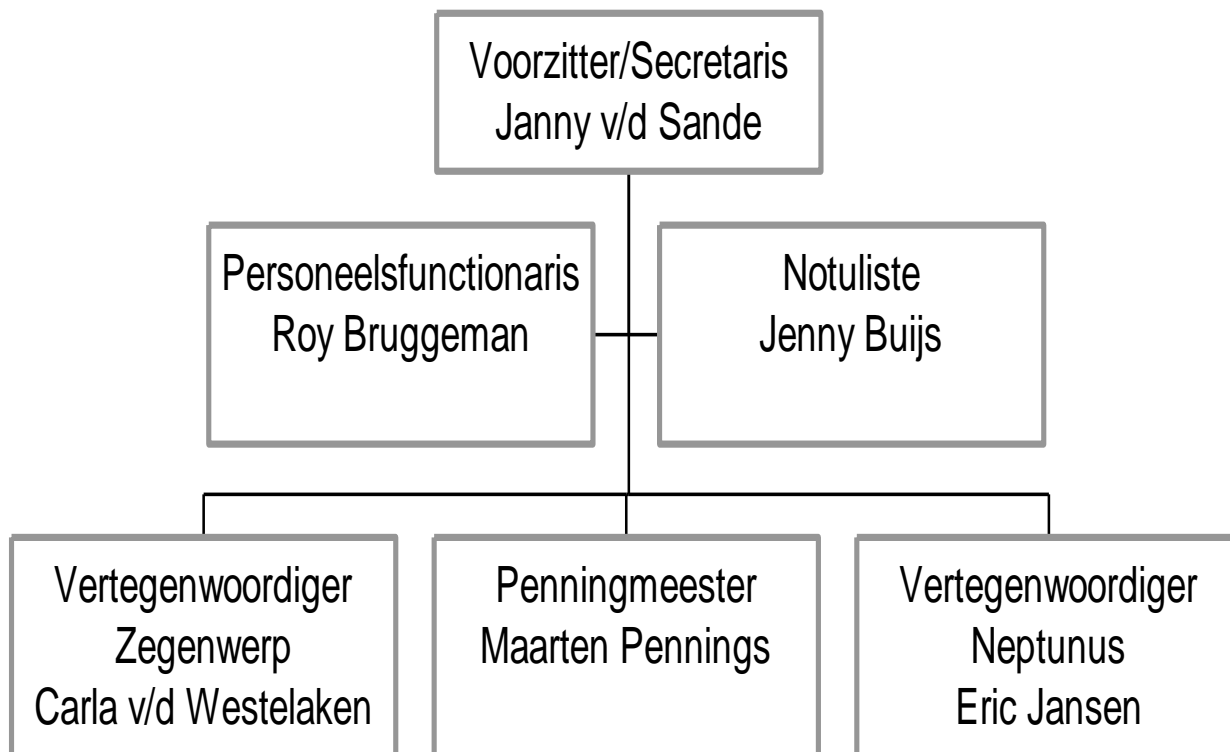 Voorzitter/Secretaris
Janny v/d Sande
Personeelsfunctionaris
Roy Bruggeman
Notuliste
Jenny Buijs
Vertegenwoordiger
Zegenwerp
Carla v/d Westelaken
Penningmeester
Maarten Pennings
Vertegenwoordiger
Neptunus
Eric Jansen